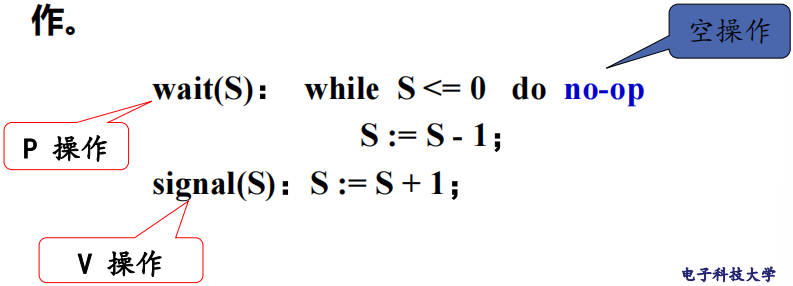 作。
空操作
wait(S)： while S <= 0 do no-op
P 操作
S := S - 1；
signal(S)：S := S + 1；
V 操作
电子科技大学